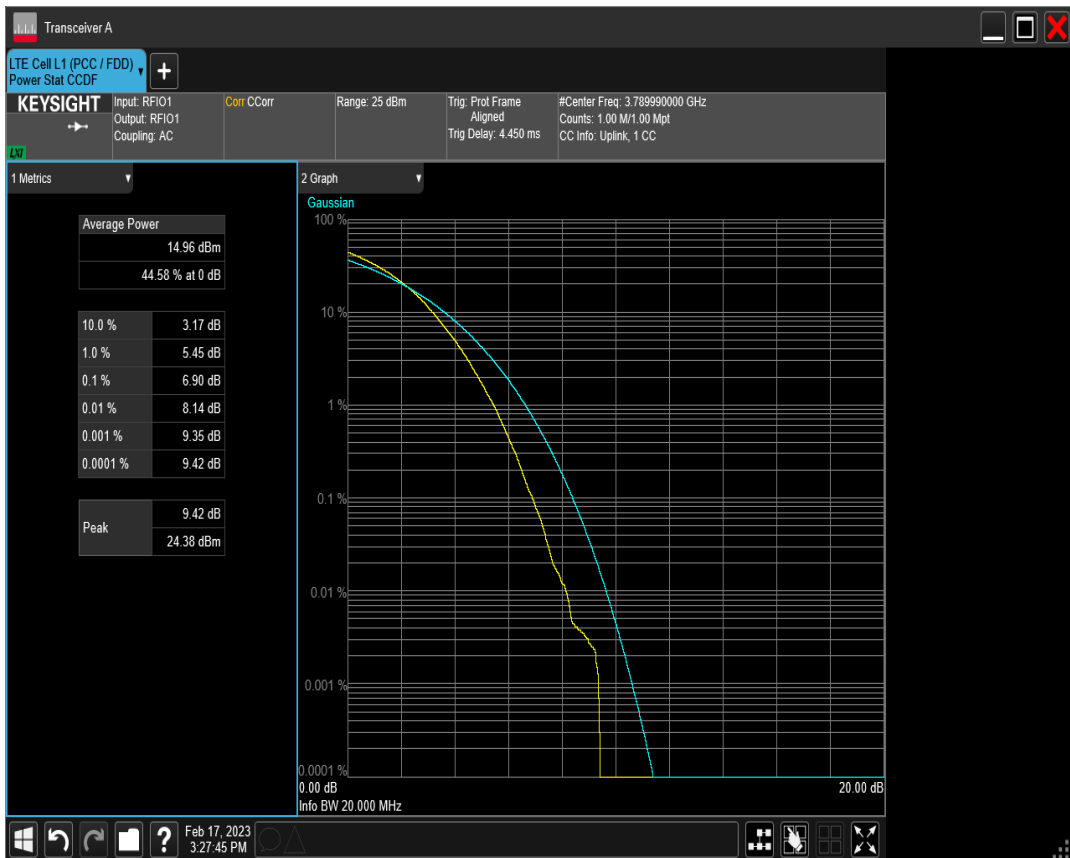 Transceiver A
LTE Cell L1 (PCC / FDD)
Power Stat CCDF
KEYSIGHT
LXI
Input: RFIO1
Output: RFIO1
Coupling: AC
Corr CCorr
Range: 25 dBm
Trig: Prot Frame
Aligned
Trig Delay: 4.450 ms
#Center Freq: 3.789990000 GHz
Counts: 1.00 M/1.00 Mpt
CC Info: Uplink, 1 CC
1 Metrics
Average Power
14.96 dBm
44.58 % at 0 dB
10.0 % 3.17 dB
1.0 % 5.45 dB
0.1 % 6.90 dB
0.01 % 8.14 dB
0.001 % 9.35 dB
0.0001 % 9.42 dB
Peak 9.42 dB
24.38 dBm
2 Graph
Gaussian
100 %
10 %
1 %
0.1 %
0.01 %
0.001 %
0.0001 %
0.00 dB 20.00 dB
Info BW 20.000 MHz
Feb 17, 2023
3:27:45 PM